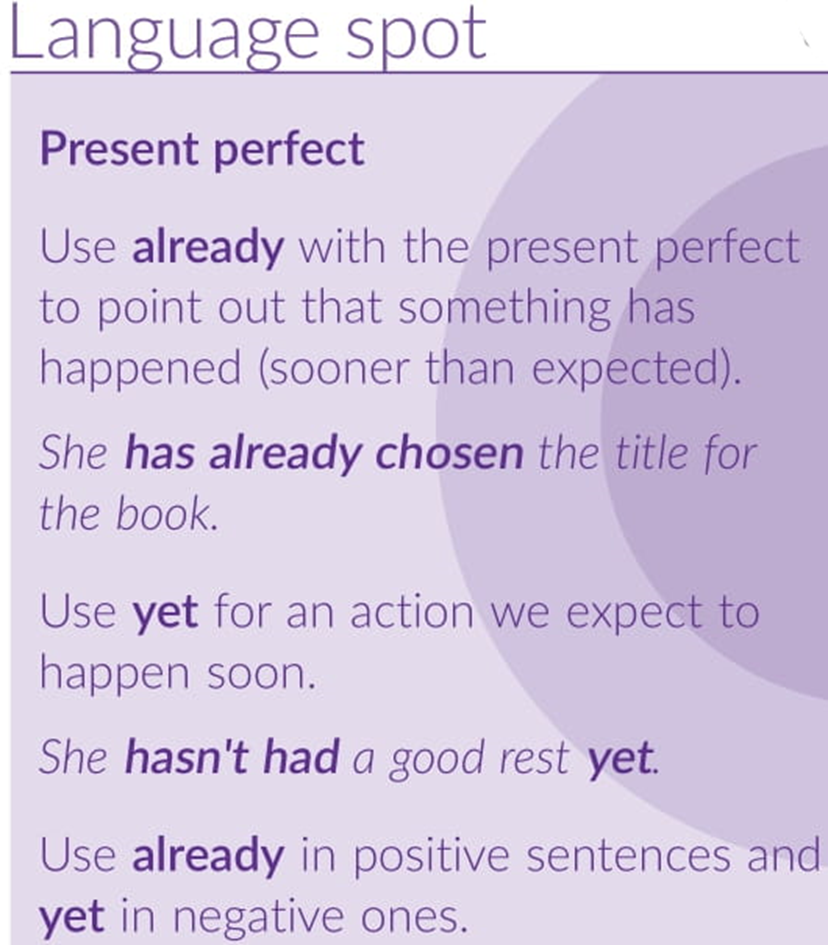 Language spot
Present perfect
Use already with the present perfect
to point out that something has
happened (sooner than expected).
She has already chosen the title for
the book.
Use yet for an action we expect to
happen soon.
She hasn't had a good rest yet.
Use already in positive sentences and
yet in negative ones.